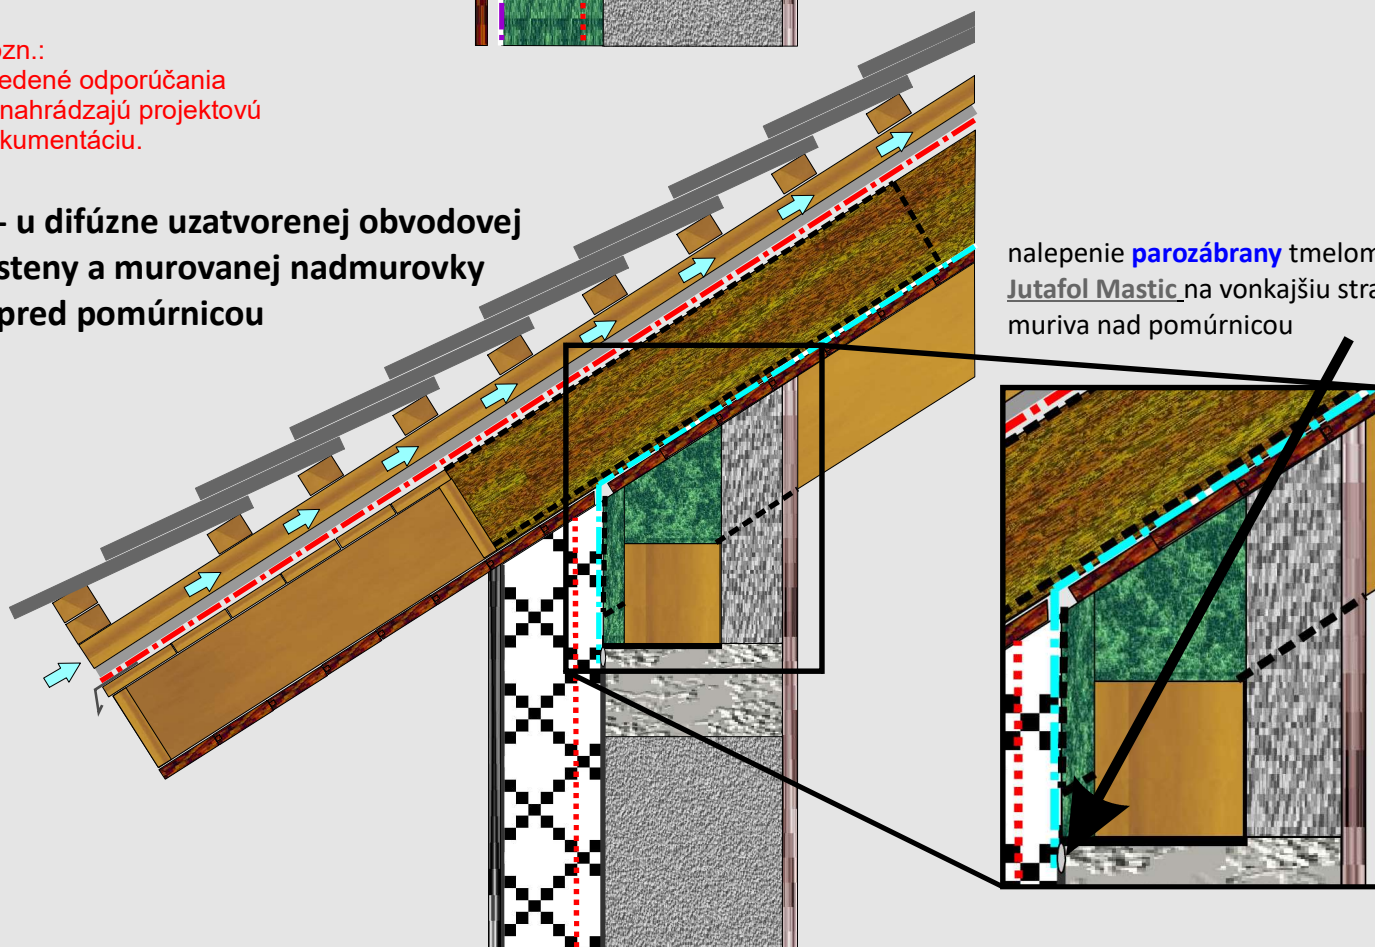 ozn.:
edené odporúčania
nahrádzajú projektovú
kumentáciu.
- u difúzne uzatvorenej obvodovej
steny a murovanej nadmurovky
pred pomúrnicou
nalepenie parozábrany tmelom
Jutafol Mastic na vonkajšiu stra
muriva nad pomúrnicou